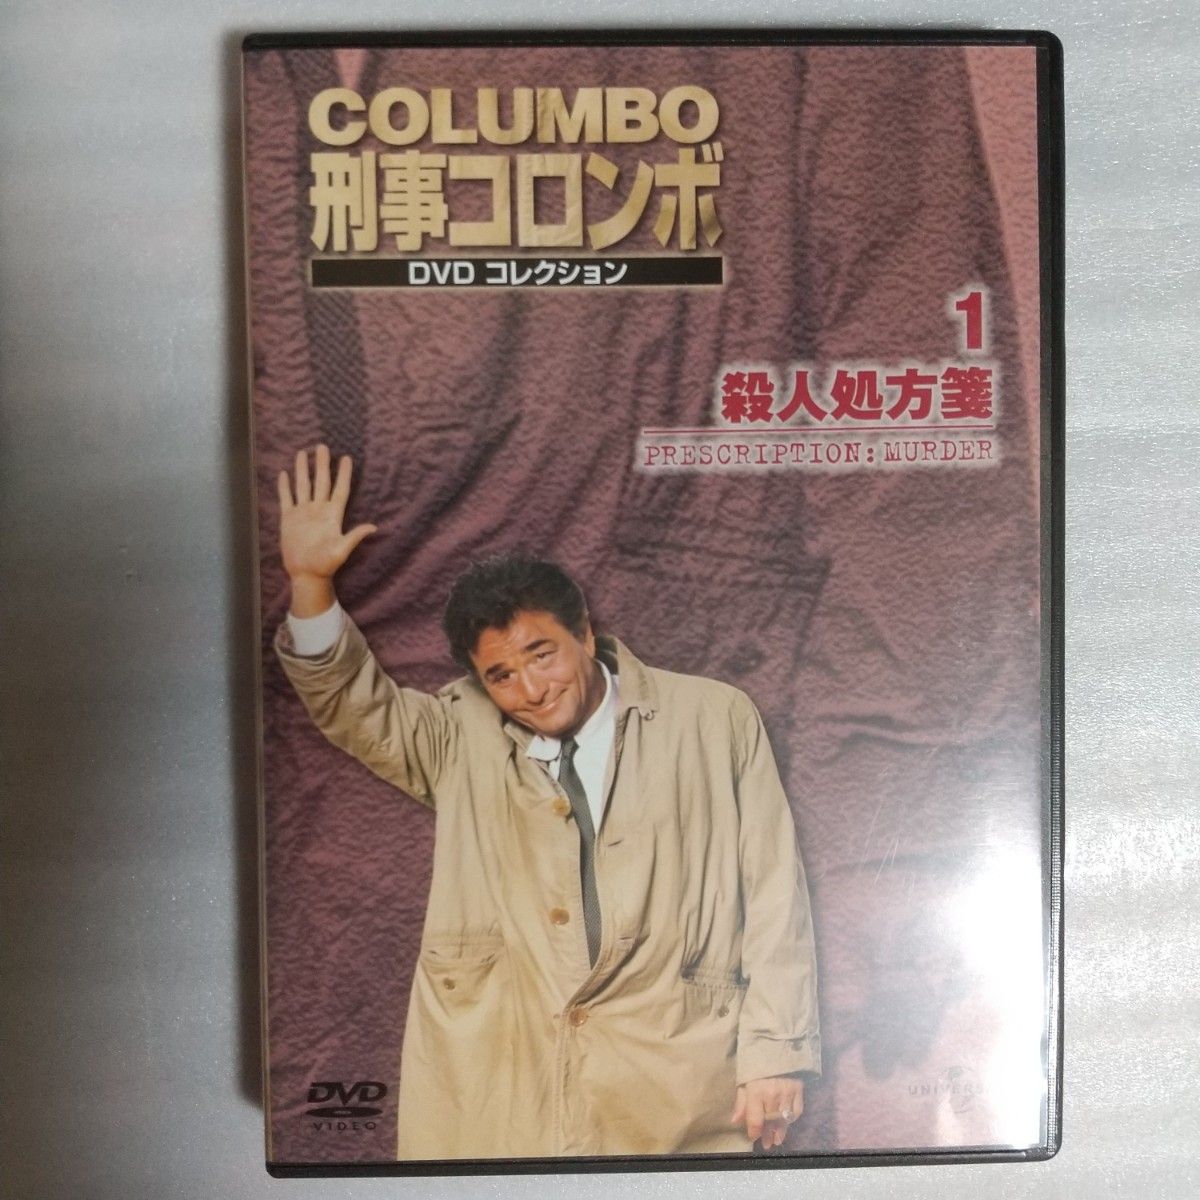 COLUMBO
刑事コロンボ
DVD コレクション
1
殺人処方箋
PRESCRIPTION: MURDER
DVD
VIDEO